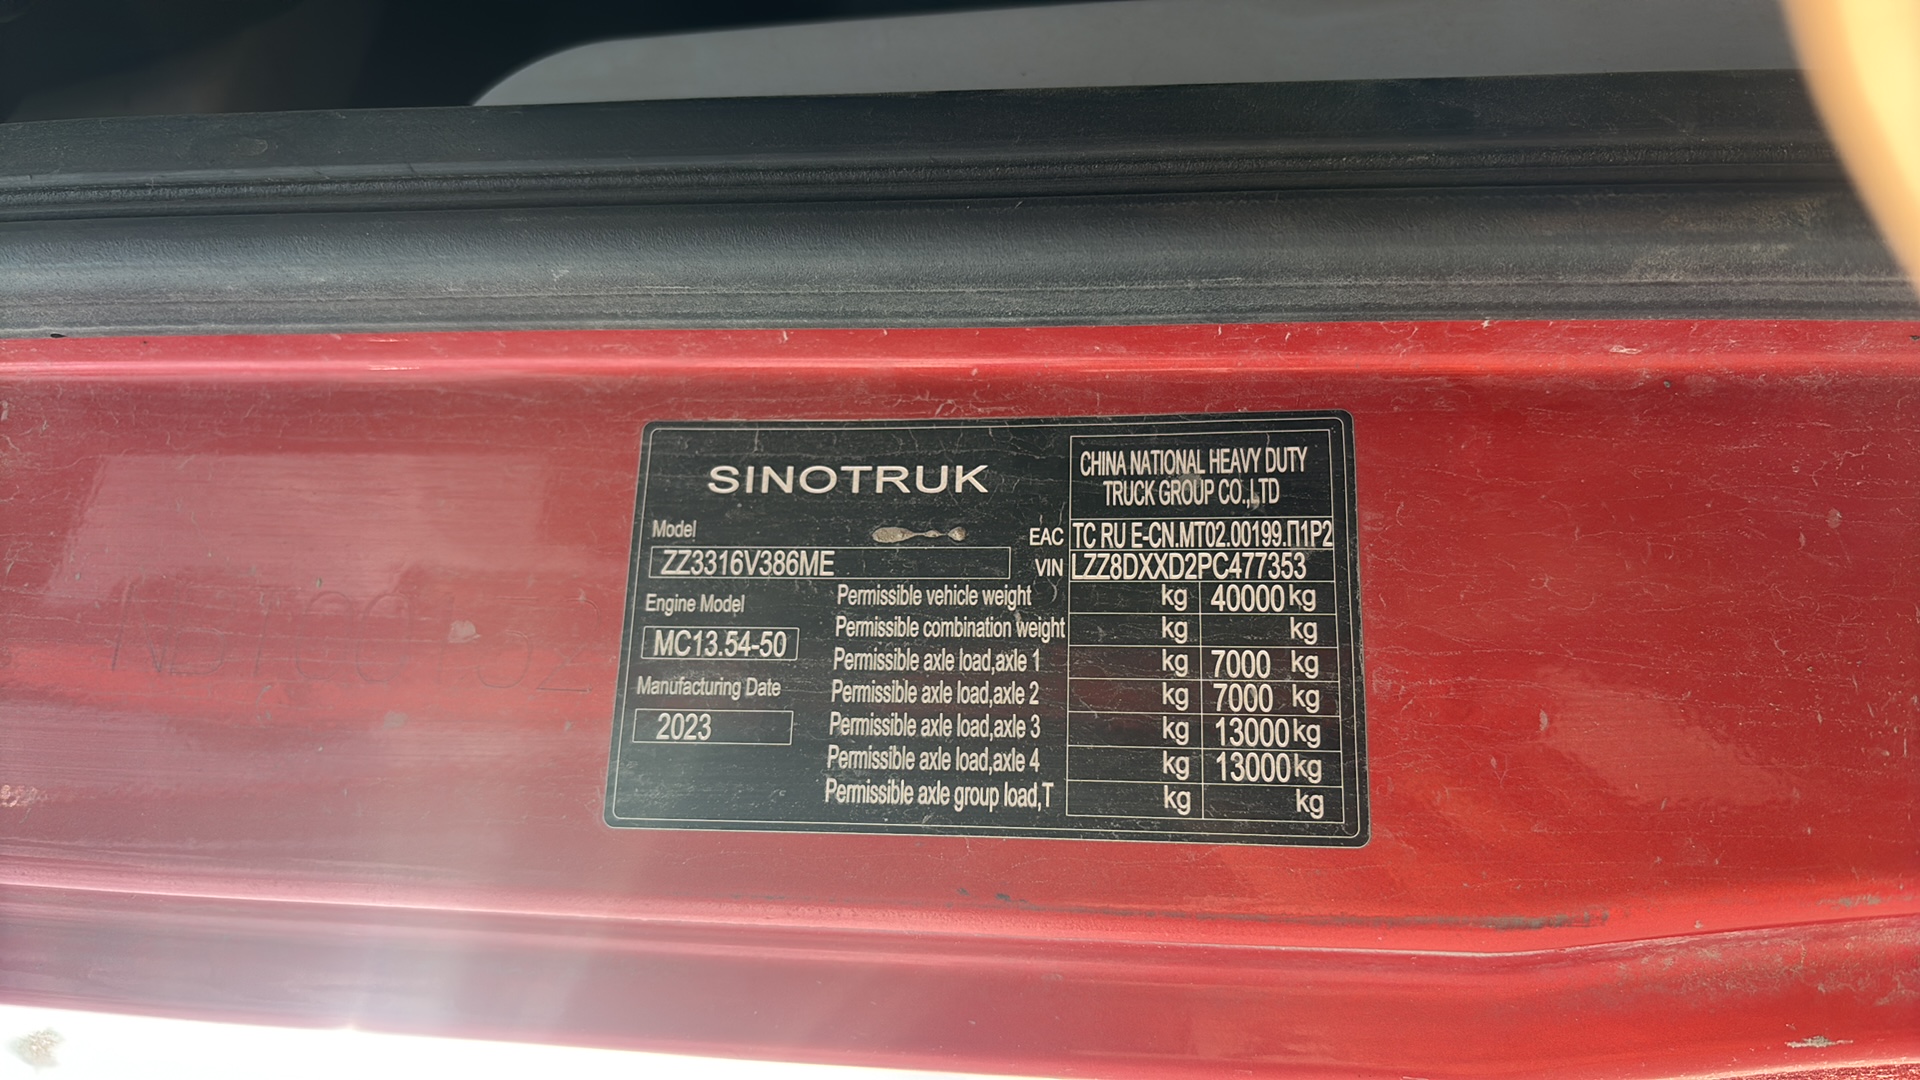 SINOTRUK
CHINA NATIONAL HEAVY DUTY
TRUCK GROUP CO.,LTD
Model
EAC TC RU E-CN.MT02.00199.П1Р2
ZZ3316V386ME
VIN LZZ8DXXD2PC477353
Engine Model
Permissible vehicle weight kg 40000 kg
Permissible combination weight kg kg
MC13.54-50
Permissible axle load,axle 1 kg 7000 kg
Manufacturing Date
Permissible axle load,axle 2 kg 7000 kg
2023
Permissible axle load,axle 3 kg 13000 kg
Permissible axle load,axle 4 kg 13000 kg
Permissible axle group load,T kg kg